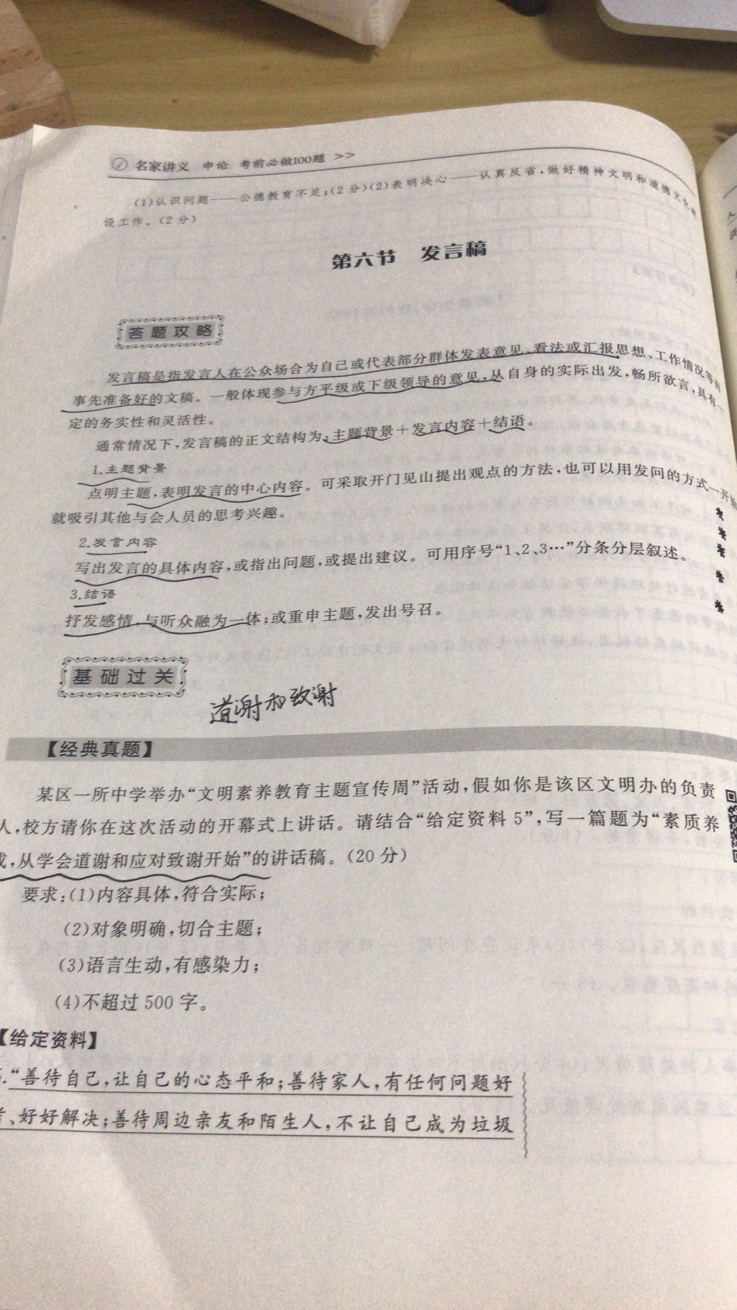 名家讲义 申论 考前必做100题 >>
(1)认识问题——公德教育不足;(2分)(2)表明决心——认真反省,做好精神文明和道德文
设工作。(2分)
第六节 发言稿
答题攻略
发言稿是指发言人在公众场合为自己或代表部分群体发表意见、看法或汇报思想、工作情况等
事先准备好的文稿。一般体现参与方平级或下级领导的意见,从自身的实际出发,畅所欲言,具有一
定的务实性和灵活性。
通常情况下,发言稿的正文结构为:主题背景+发言内容+结语。
1.主题背景
点明主题,表明发言的中心内容。可采取开门见山提出观点的方法,也可以用发问的方式一开
就吸引其他与会人员的思考兴趣。
2.发言内容
写出发言的具体内容,或指出问题,或提出建议。可用序号“1、2、3…”分条分层叙述。
3.结语
抒发感情,与听众融为一体;或重申主题,发出号召。
基础过关
道谢和致谢
【经典真题】
某区一所中学举办“文明素养教育主题宣传周”活动,假如你是该区文明办的负责
人,校方请你在这次活动的开幕式上讲话。请结合“给定资料5”,写一篇题为“素质养
成,从学会道谢和应对致谢开始”的讲话稿。(20分)
要求:(1)内容具体,符合实际;
(2)对象明确,切合主题;
(3)语言生动,有感染力;
(4)不超过500字。
【给定资料】
5.“善待自己,让自己的心态平和;善待家人,有任何问题好
、好好解决;善待周边亲友和陌生人,不让自己成为垃圾